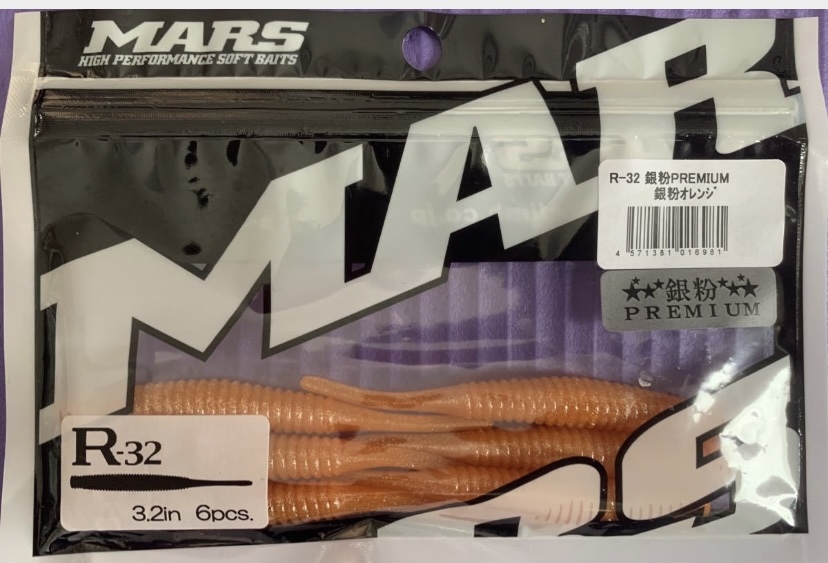 MARS
HIGH PERFORMANCE SOFT BAITS
MARS
R-32 銀粉PREMIUM
銀粉オレンジ
4 571381 016981
★★★銀粉★★★
PREMIUM
R-32
3.2in 6pcs.